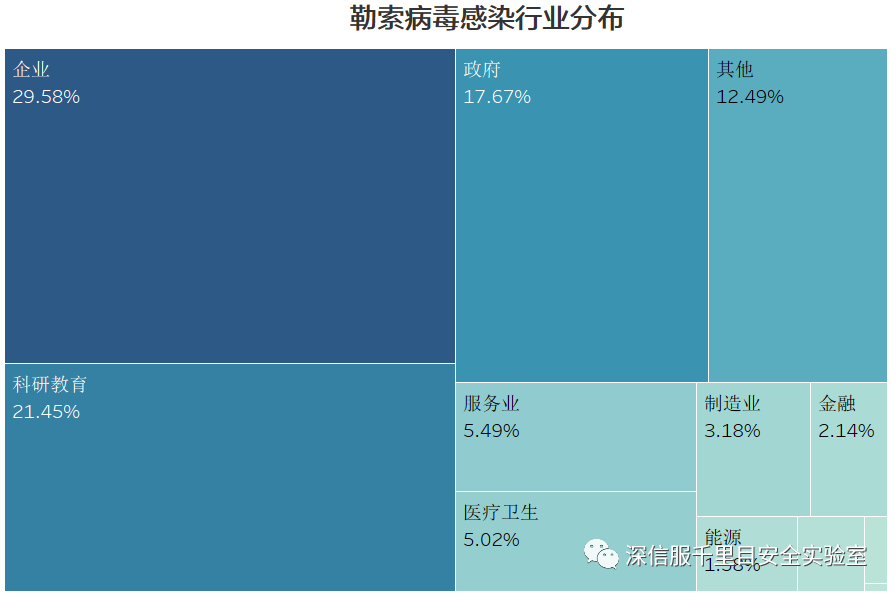 勒索病毒感染行业分布
企业
29.58%
政府
17.67%
其他
12.49%
科研教育
21.45%
服务业
5.49%
制造业
3.18%
金融
2.14%
医疗卫生
5.02%
能源
1.58%
深信服千里目安全实验室